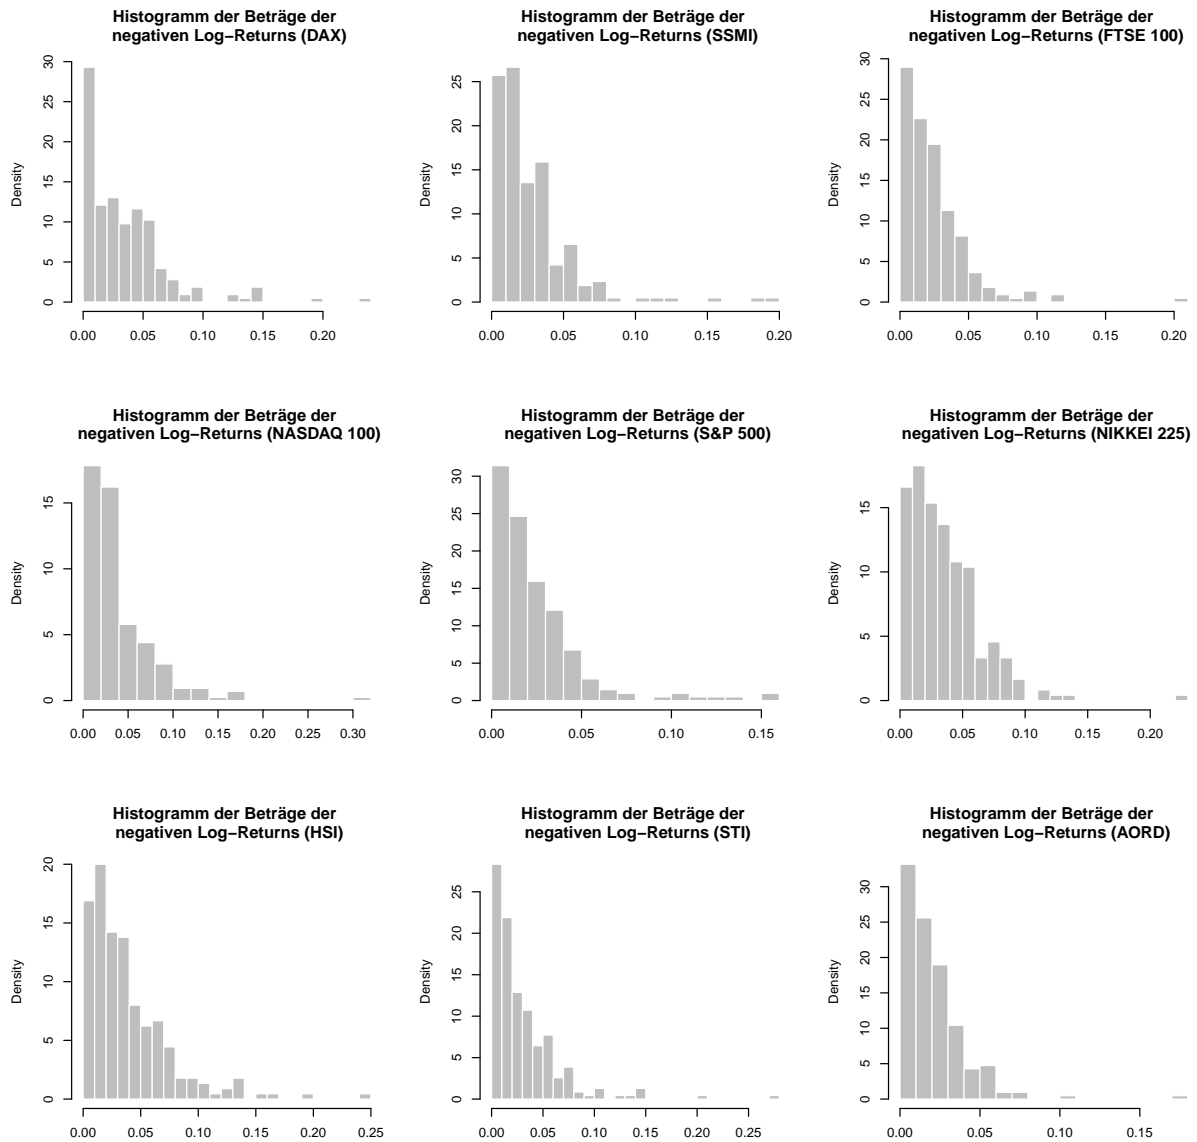 Histogramm der Beträge der
negativen Log−Returns (DAX)
Density
0 5 10 15 20 25 30
0.00 0.05 0.10 0.15 0.20
Histogramm der Beträge der
negativen Log−Returns (SSMI)
Density
0 5 10 15 20 25
0.00 0.05 0.10 0.15 0.20
Histogramm der Beträge der
negativen Log−Returns (FTSE 100)
Density
0 5 10 15 20 25 30
0.00 0.05 0.10 0.15 0.20
Histogramm der Beträge der
negativen Log−Returns (NASDAQ 100)
Density
0 5 10 15
0.00 0.05 0.10 0.15 0.20 0.25 0.30
Histogramm der Beträge der
negativen Log−Returns (S&P 500)
Density
0 5 10 15 20 25 30
0.00 0.05 0.10 0.15
Histogramm der Beträge der
negativen Log−Returns (NIKKEI 225)
Density
0 5 10 15
0.00 0.05 0.10 0.15 0.20
Histogramm der Beträge der
negativen Log−Returns (HSI)
Density
0 5 10 15 20
0.00 0.05 0.10 0.15 0.20 0.25
Histogramm der Beträge der
negativen Log−Returns (STI)
Density
0 5 10 15 20 25
0.00 0.05 0.10 0.15 0.20 0.25
Histogramm der Beträge der
negativen Log−Returns (AORD)
Density
0 5 10 15 20 25 30
0.00 0.05 0.10 0.15